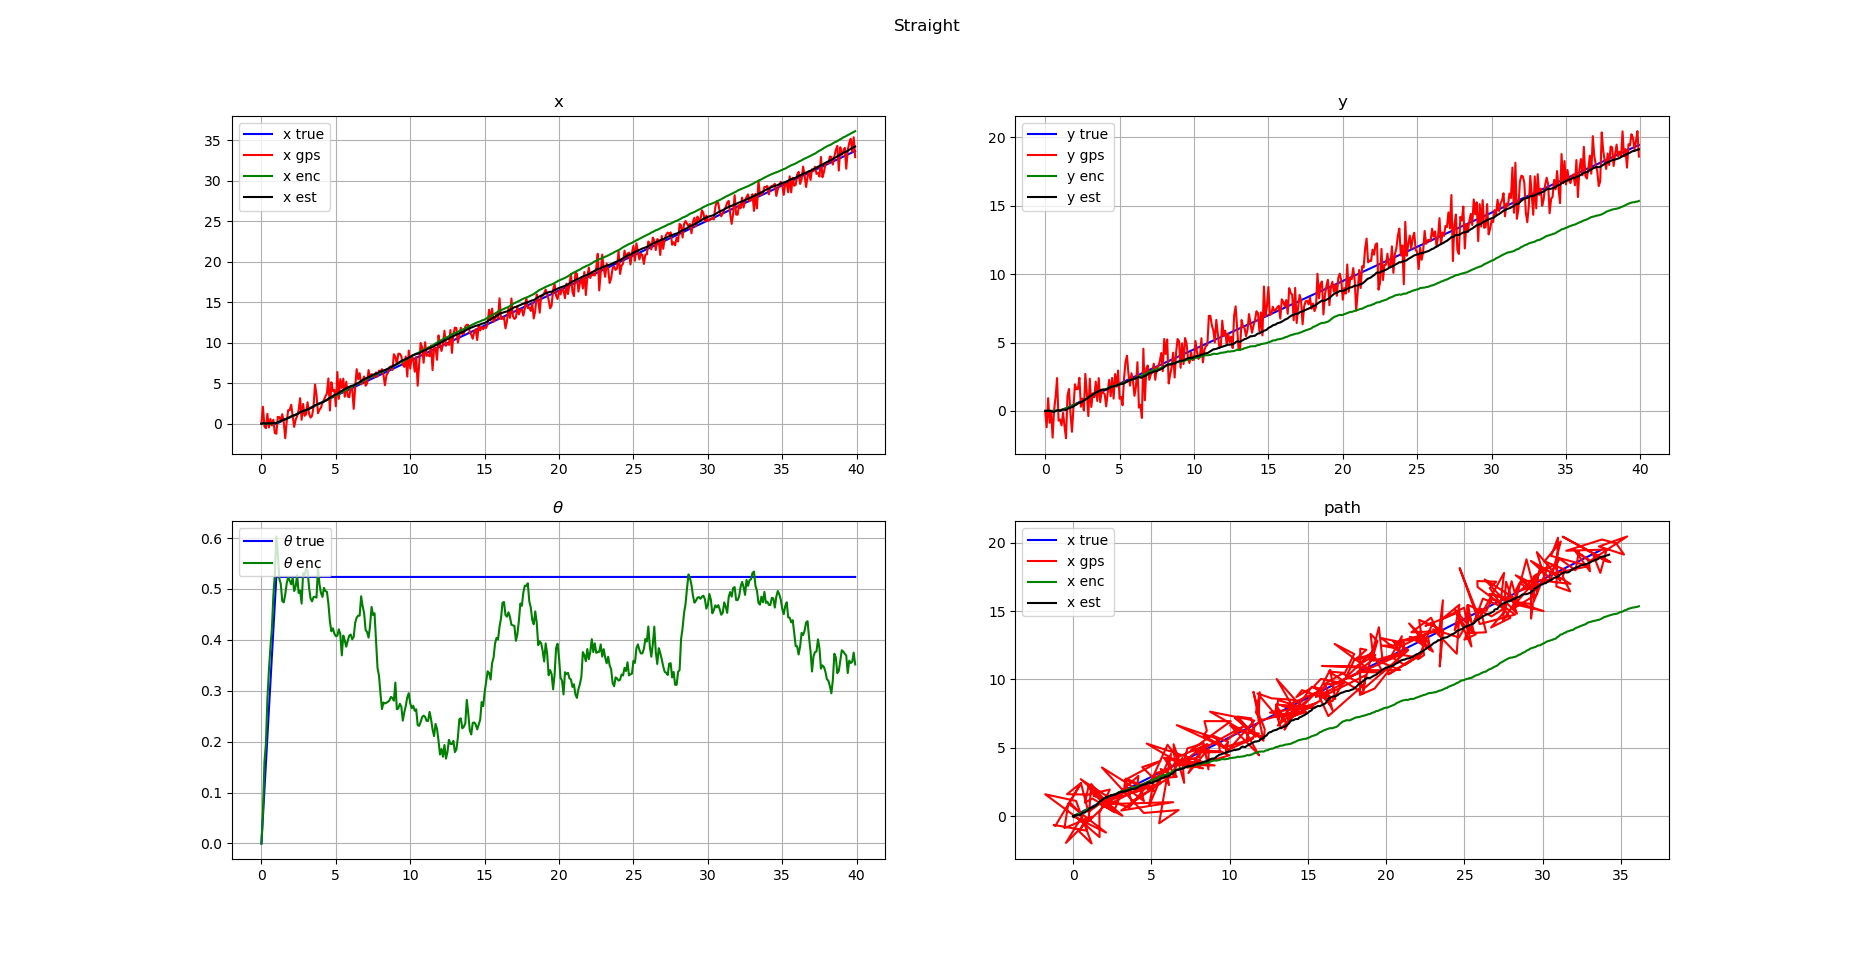 Straight
x
x true
x gps
x enc
x est
35
30
25
20
15
10
5
0
0 5 10 15 20 25 30 35 40
y
y true
y gps
y enc
y est
20
15
10
5
0
0 5 10 15 20 25 30 35 40
θ
θ true
θ enc
0.6
0.5
0.4
0.3
0.2
0.1
0.0
0 5 10 15 20 25 30 35 40
path
x true
x gps
x enc
x est
20
15
10
5
0
0 5 10 15 20 25 30 35